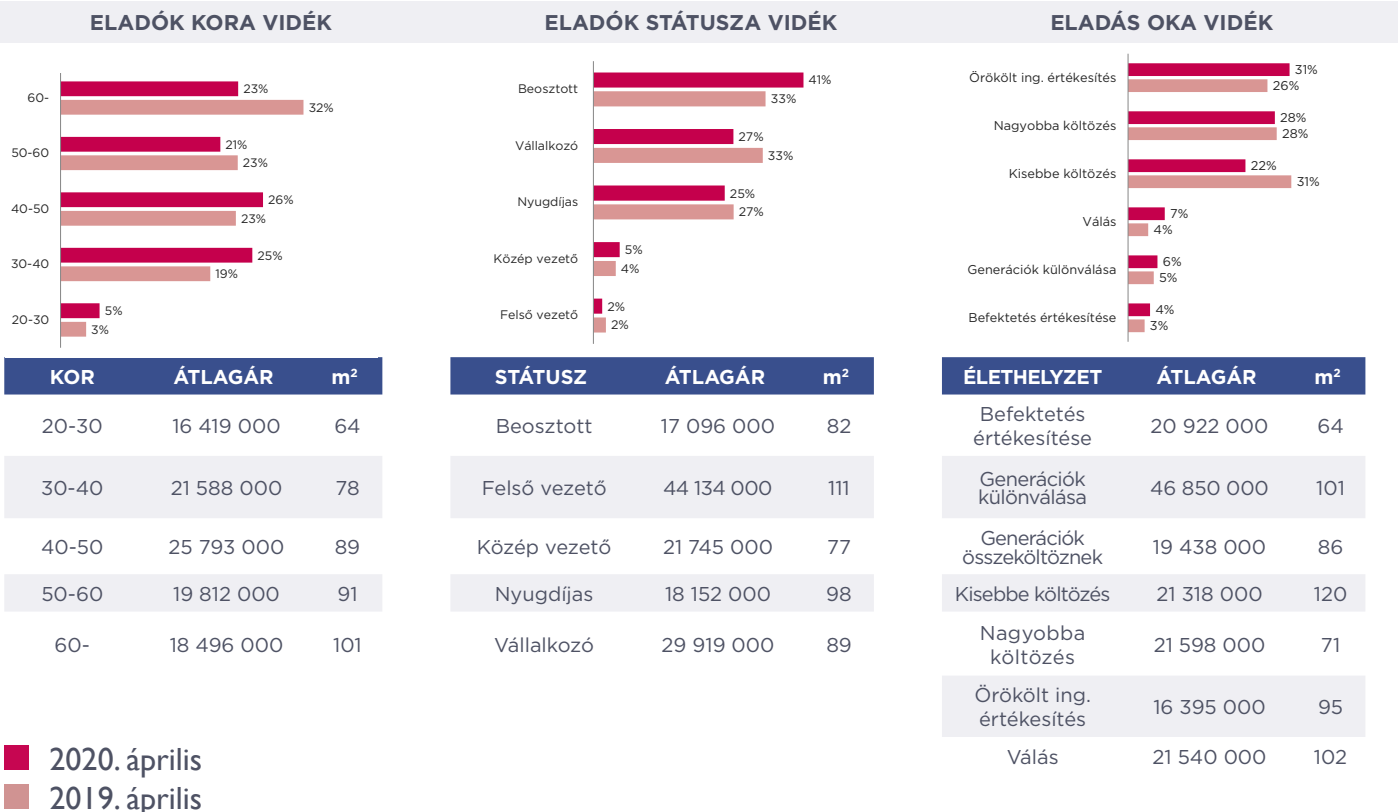 ELADÓK KORA VIDÉK
60-
23%
32%
50-60
21%
23%
40-50
26%
23%
30-40
25%
19%
20-30
5%
3%
KOR ÁTLAGÁR m²
20-30 16 419 000 64
30-40 21 588 000 78
40-50 25 793 000 89
50-60 19 812 000 91
60- 18 496 000 101
ELADÓK STÁTUSZA VIDÉK
Beosztott
41%
33%
Vállalkozó
27%
33%
Nyugdíjas
25%
27%
Közép vezető
5%
4%
Felső vezető
2%
2%
STÁTUSZ ÁTLAGÁR m²
Beosztott 17 096 000 82
Felső vezető 44 134 000 111
Közép vezető 21 745 000 77
Nyugdíjas 18 152 000 98
Vállalkozó 29 919 000 89
ELADÁS OKA VIDÉK
Örökölt ing. értékesítés
31%
26%
Nagyobba költözés
28%
28%
Kisebbe költözés
22%
31%
Válás
7%
4%
Generációk különválása
6%
5%
Befektetés értékesítése
4%
3%
ÉLETHELYZET ÁTLAGÁR m²
Befektetés
értékesítése 20 922 000 64
Generációk
különválása 46 850 000 101
Generációk
összeköltöznek 19 438 000 86
Kisebbe költözés 21 318 000 120
Nagyobba
költözés 21 598 000 71
Örökölt ing.
értékesítés 16 395 000 95
Válás 21 540 000 102
2020. április
2019. április